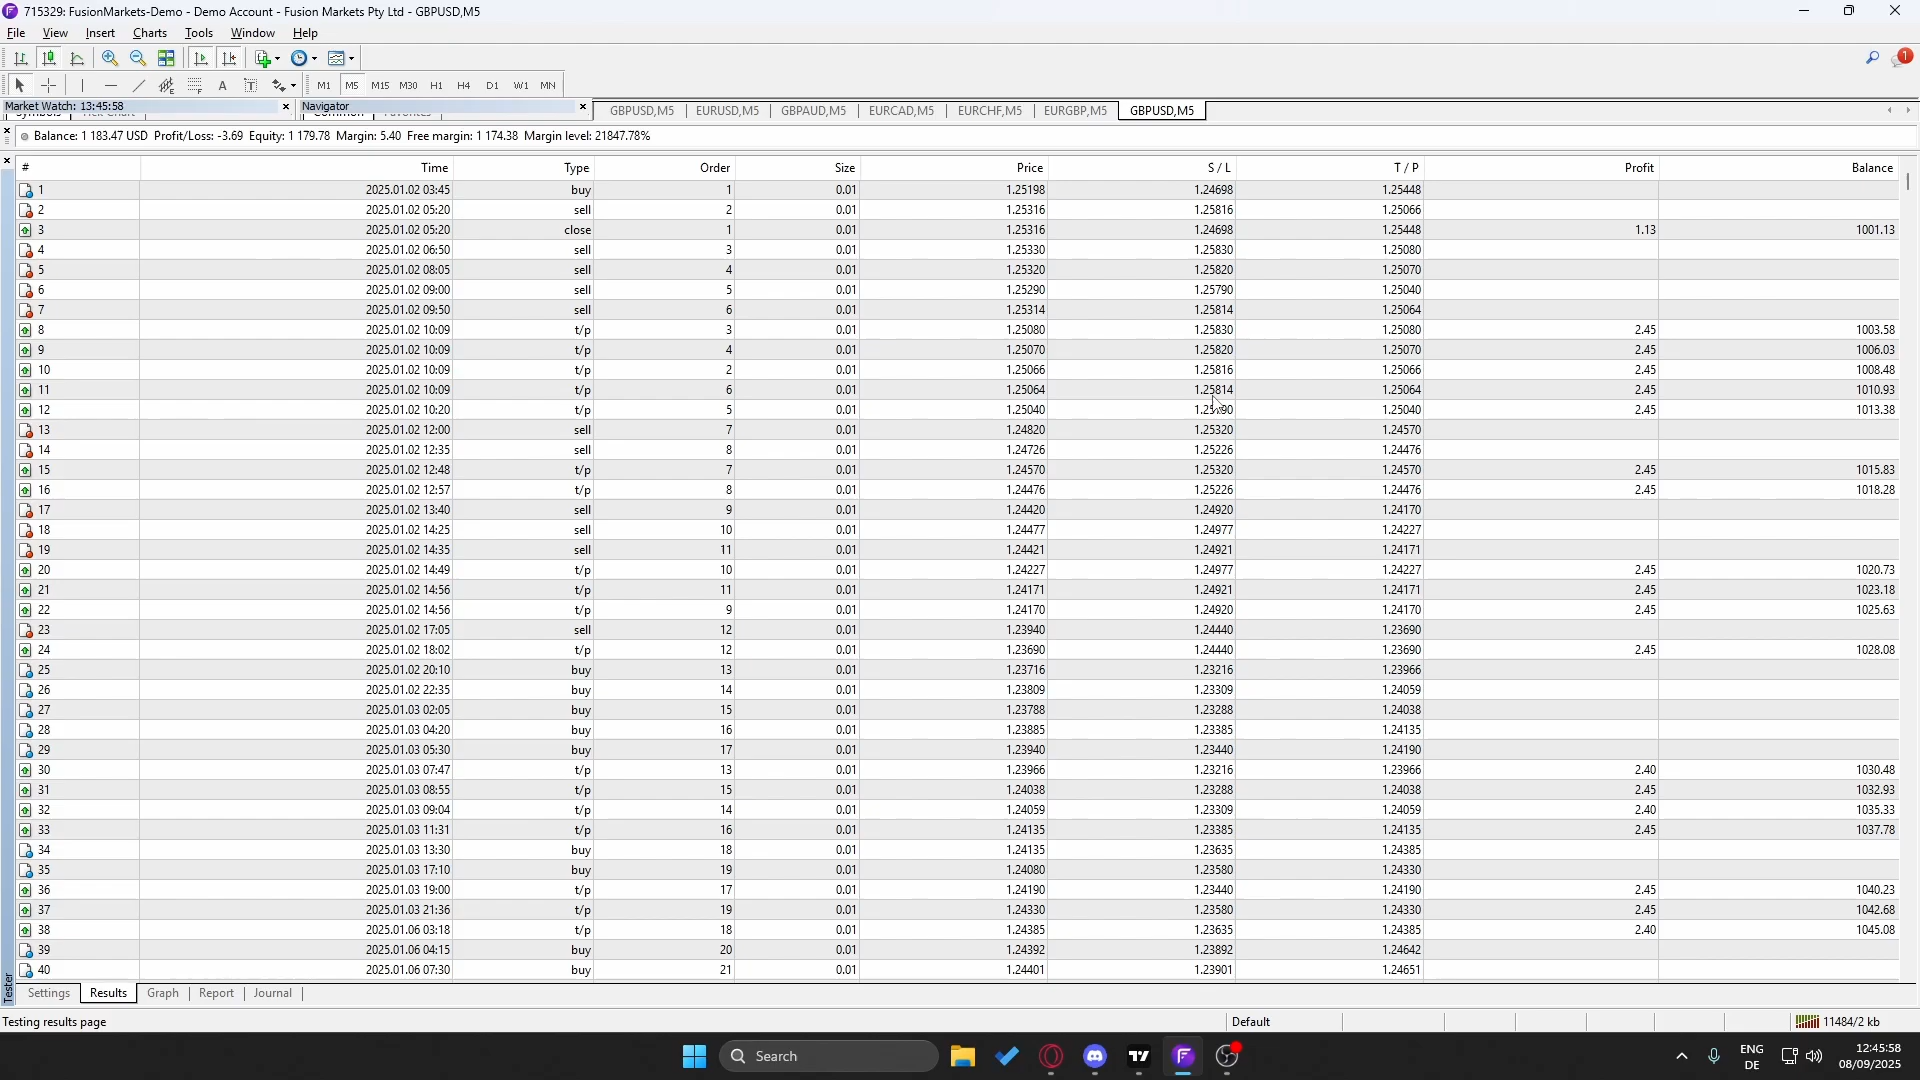 715329: FusionMarkets-Demo - Demo Account - Fusion Markets Pty Ltd - GBPUSD,M5
File View Insert Charts Tools Window Help
1
A T M1 M5 M15 M30 H1 H4 D1 W1 MN
Market Watch: 13:45:58 Navigator GBPUSD,M5 EURUSD,M5 GBPAUD,M5 EURCAD,M5 EURCHF,M5 EURGBP,M5 GBPUSD,M5
Symbols Tick Chart Common Favorites
Balance: 1 183.47 USD Profit/Loss: -3.69 Equity: 1 179.78 Margin: 5.40 Free margin: 1 174.38 Margin level: 21847.78%
# Time Type Order Size Price S / L T / P Profit Balance
1 2025.01.02 03:45 buy 1 0.01 1.25198 1.24698 1.25448
2 2025.01.02 05:20 sell 2 0.01 1.25316 1.25816 1.25066
3 2025.01.02 05:20 close 1 0.01 1.25316 1.24698 1.25448 1.13 1001.13
4 2025.01.02 06:50 sell 3 0.01 1.25330 1.25830 1.25080
5 2025.01.02 08:05 sell 4 0.01 1.25320 1.25820 1.25070
6 2025.01.02 09:00 sell 5 0.01 1.25290 1.25790 1.25040
7 2025.01.02 09:50 sell 6 0.01 1.25314 1.25814 1.25064
8 2025.01.02 10:09 t/p 3 0.01 1.25080 1.25830 1.25080 2.45 1003.58
9 2025.01.02 10:09 t/p 4 0.01 1.25070 1.25820 1.25070 2.45 1006.03
10 2025.01.02 10:09 t/p 2 0.01 1.25066 1.25816 1.25066 2.45 1008.48
11 2025.01.02 10:09 t/p 6 0.01 1.25064 1.25814 1.25064 2.45 1010.93
12 2025.01.02 10:20 t/p 5 0.01 1.25040 1.25790 1.25040 2.45 1013.38
13 2025.01.02 12:00 sell 7 0.01 1.24820 1.25320 1.24570
14 2025.01.02 12:35 sell 8 0.01 1.24726 1.25226 1.24476
15 2025.01.02 12:48 t/p 7 0.01 1.24570 1.25320 1.24570 2.45 1015.83
16 2025.01.02 12:57 t/p 8 0.01 1.24476 1.25226 1.24476 2.45 1018.28
17 2025.01.02 13:40 sell 9 0.01 1.24420 1.24920 1.24170
18 2025.01.02 14:25 sell 10 0.01 1.24477 1.24977 1.24227
19 2025.01.02 14:35 sell 11 0.01 1.24421 1.24921 1.24171
20 2025.01.02 14:49 t/p 10 0.01 1.24227 1.24977 1.24227 2.45 1020.73
21 2025.01.02 14:56 t/p 11 0.01 1.24171 1.24921 1.24171 2.45 1023.18
22 2025.01.02 14:56 t/p 9 0.01 1.24170 1.24920 1.24170 2.45 1025.63
23 2025.01.02 17:05 sell 12 0.01 1.23940 1.24440 1.23690
24 2025.01.02 18:02 t/p 12 0.01 1.23690 1.24440 1.23690 2.45 1028.08
25 2025.01.02 20:10 buy 13 0.01 1.23716 1.23216 1.23966
26 2025.01.02 22:35 buy 14 0.01 1.23809 1.23309 1.24059
27 2025.01.03 02:05 buy 15 0.01 1.23788 1.23288 1.24038
28 2025.01.03 04:20 buy 16 0.01 1.23885 1.23385 1.24135
29 2025.01.03 05:30 buy 17 0.01 1.23940 1.23440 1.24190
30 2025.01.03 07:47 t/p 13 0.01 1.23966 1.23216 1.23966 2.40 1030.48
31 2025.01.03 08:55 t/p 15 0.01 1.24038 1.23288 1.24038 2.45 1032.93
32 2025.01.03 09:04 t/p 14 0.01 1.24059 1.23309 1.24059 2.40 1035.33
33 2025.01.03 11:31 t/p 16 0.01 1.24135 1.23385 1.24135 2.45 1037.78
34 2025.01.03 13:30 buy 18 0.01 1.24135 1.23635 1.24385
35 2025.01.03 17:10 buy 19 0.01 1.24080 1.23580 1.24330
36 2025.01.03 19:00 t/p 17 0.01 1.24190 1.23440 1.24190 2.45 1040.23
37 2025.01.03 21:36 t/p 19 0.01 1.24330 1.23580 1.24330 2.45 1042.68
38 2025.01.06 03:18 t/p 18 0.01 1.24385 1.23635 1.24385 2.40 1045.08
39 2025.01.06 04:15 buy 20 0.01 1.24392 1.23892 1.24642
40 2025.01.06 07:30 buy 21 0.01 1.24401 1.23901 1.24651
Tester
Settings Results Graph Report Journal
Testing results page Default 11484/2 kb
Search ENG 12:45:58
DE 08/09/2025